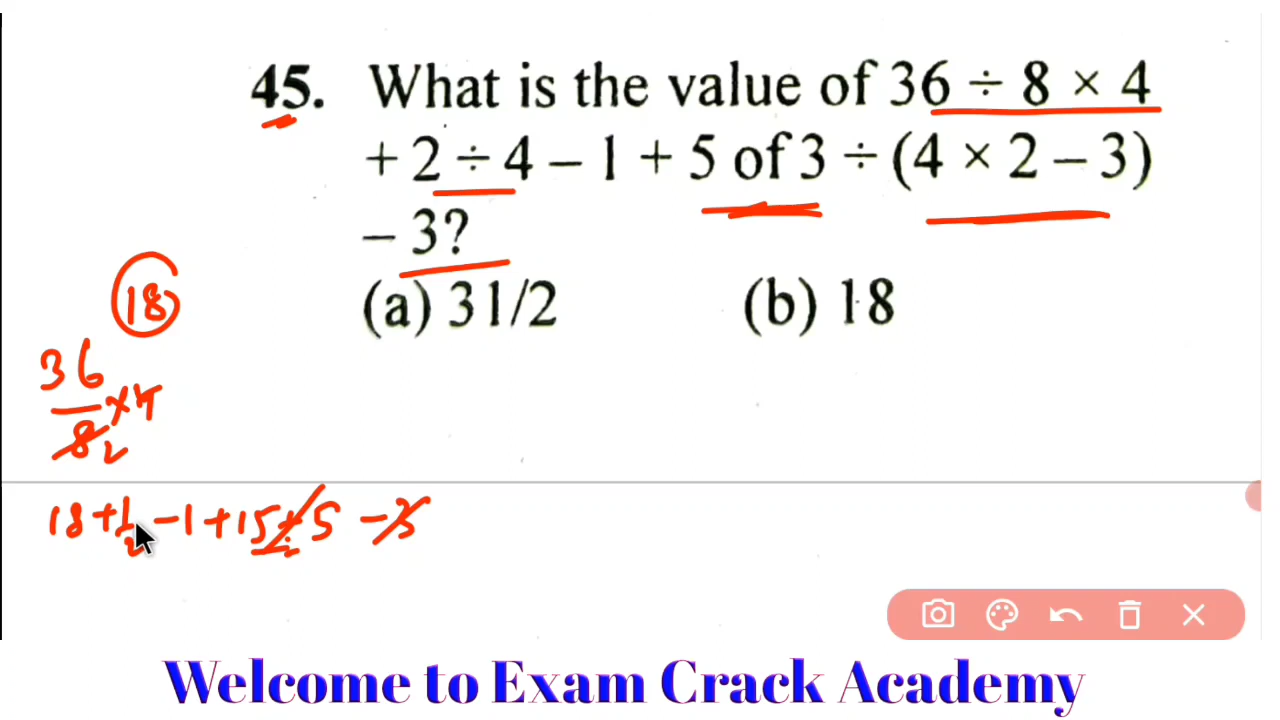 45. What is the value of 36 ÷ 8 × 4
+ 2 ÷ 4 – 1 + 5 of 3 ÷ (4 × 2 – 3)
– 3?
(a) 31/2 (b) 18
18
36
× 4
8 2
18 + 1/2 - 1 + 15 ÷ 5 - 3
Welcome to Exam Crack Academy